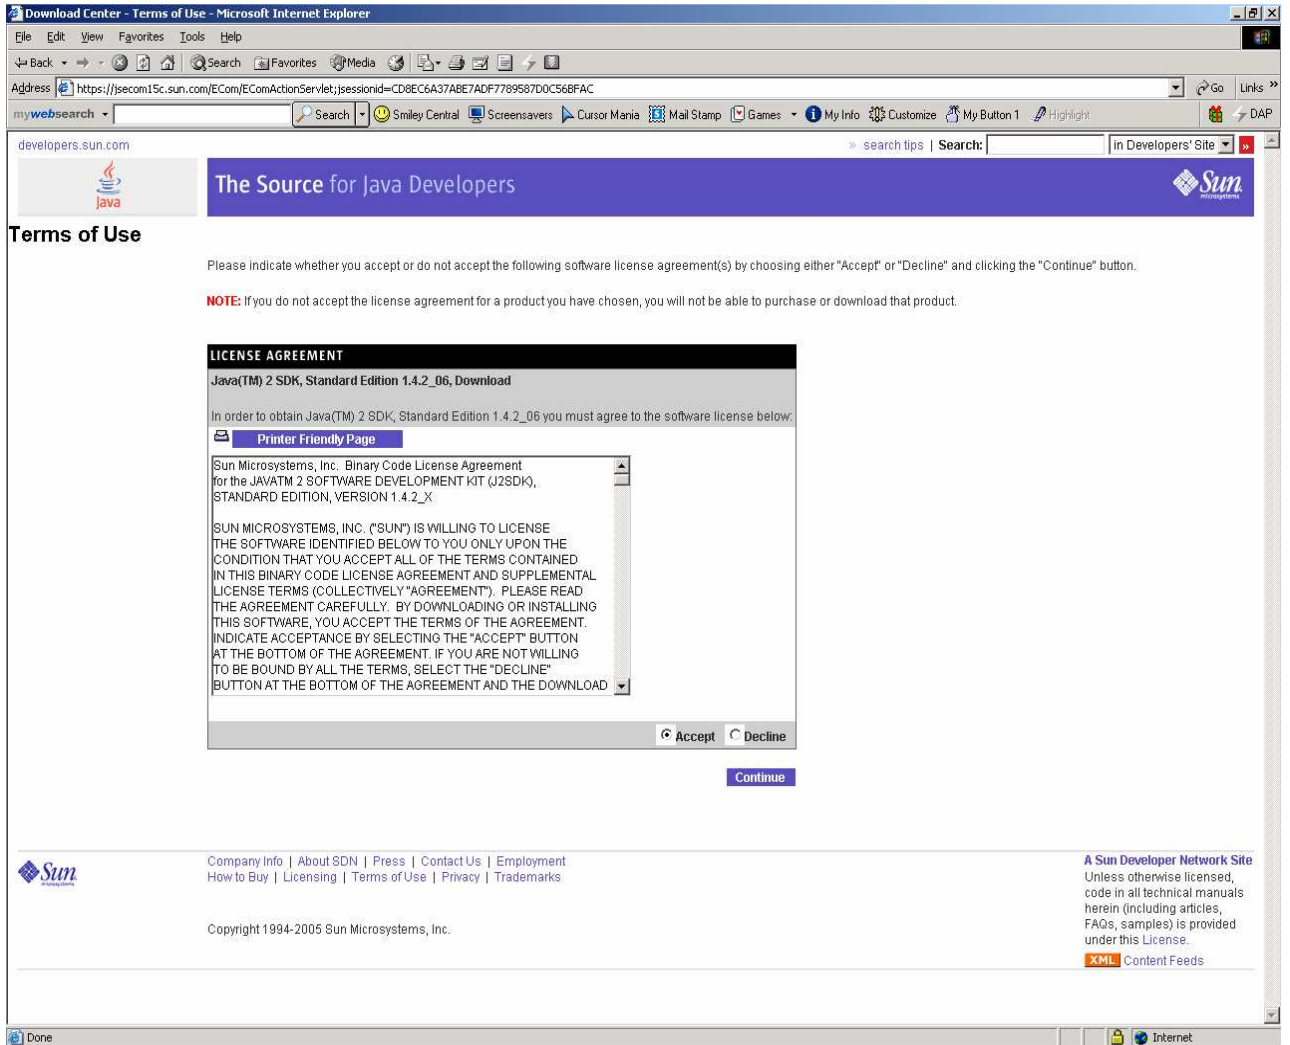 Download Center - Terms of Use - Microsoft Internet Explorer
File Edit View Favorites Tools Help
Back Search Favorites Media
Address https://jsecom15c.sun.com/ECom/EComActionServlet;jsessionid=CD8EC6A37ABE7ADF7789587D0C56BFAC Go Links »
mywebsearch Search Smiley Central Screensavers Cursor Mania Mail Stamp Games My Info Customize My Button 1 Highlight DAP
developers.sun.com » search tips | Search: in Developers' Site »
Java
The Source for Java Developers
Sun
microsystems
Terms of Use
Please indicate whether you accept or do not accept the following software license agreement(s) by choosing either "Accept" or "Decline" and clicking the "Continue" button.
NOTE: If you do not accept the license agreement for a product you have chosen, you will not be able to purchase or download that product.
LICENSE AGREEMENT
Java(TM) 2 SDK, Standard Edition 1.4.2_06, Download
In order to obtain Java(TM) 2 SDK, Standard Edition 1.4.2_06 you must agree to the software license below:
Printer Friendly Page
Sun Microsystems, Inc. Binary Code License Agreement
for the JAVATM 2 SOFTWARE DEVELOPMENT KIT (J2SDK),
STANDARD EDITION, VERSION 1.4.2_X
SUN MICROSYSTEMS, INC. ("SUN") IS WILLING TO LICENSE
THE SOFTWARE IDENTIFIED BELOW TO YOU ONLY UPON THE
CONDITION THAT YOU ACCEPT ALL OF THE TERMS CONTAINED
IN THIS BINARY CODE LICENSE AGREEMENT AND SUPPLEMENTAL
LICENSE TERMS (COLLECTIVELY "AGREEMENT"). PLEASE READ
THE AGREEMENT CAREFULLY. BY DOWNLOADING OR INSTALLING
THIS SOFTWARE, YOU ACCEPT THE TERMS OF THE AGREEMENT.
INDICATE ACCEPTANCE BY SELECTING THE "ACCEPT" BUTTON
AT THE BOTTOM OF THE AGREEMENT. IF YOU ARE NOT WILLING
TO BE BOUND BY ALL THE TERMS, SELECT THE "DECLINE"
BUTTON AT THE BOTTOM OF THE AGREEMENT AND THE DOWNLOAD
Accept Decline
Continue
Sun
microsystems
Company Info | About SDN | Press | Contact Us | Employment
How to Buy | Licensing | Terms of Use | Privacy | Trademarks
Copyright 1994-2005 Sun Microsystems, Inc.
A Sun Developer Network Site
Unless otherwise licensed,
code in all technical manuals
herein (including articles,
FAQs, samples) is provided
under this License.
XML Content Feeds
Done Internet